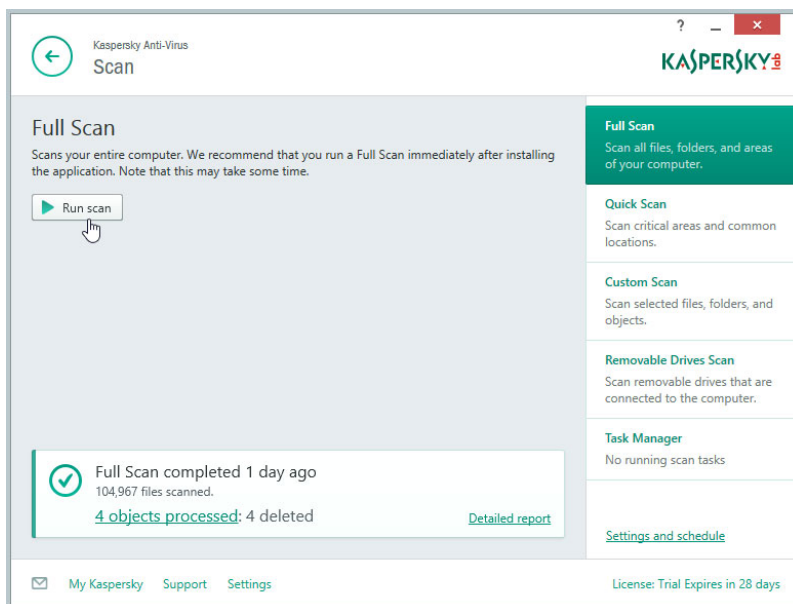 ?
Kaspersky Anti-Virus
Scan
KASPERSKY lab
Full Scan
Scans your entire computer. We recommend that you run a Full Scan immediately after installing
the application. Note that this may take some time.
Run scan
Full Scan completed 1 day ago
104,967 files scanned.
4 objects processed: 4 deleted
Detailed report
Full Scan
Scan all files, folders, and areas
of your computer.
Quick Scan
Scan critical areas and common
locations.
Custom Scan
Scan selected files, folders, and
objects.
Removable Drives Scan
Scan removable drives that are
connected to the computer.
Task Manager
No running scan tasks
Settings and schedule
My Kaspersky
Support
Settings
License: Trial Expires in 28 days